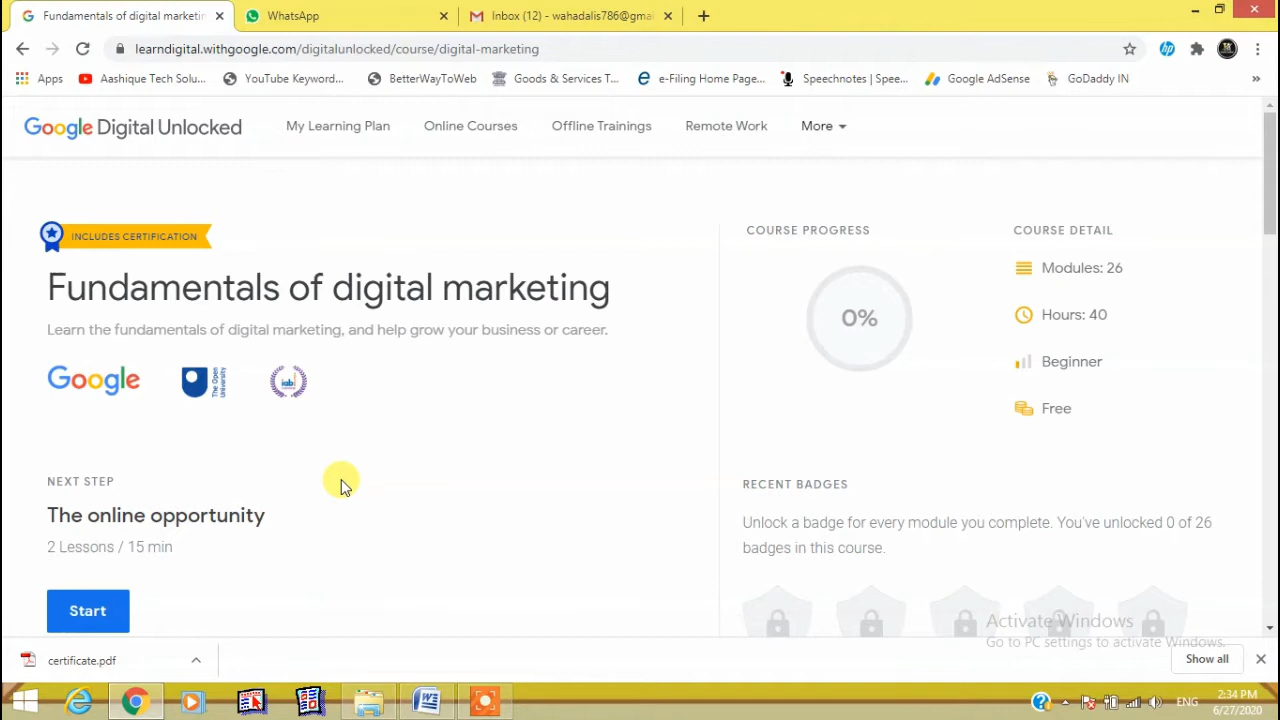 Fundamentals of digital marketin
WhatsApp
Inbox (12) - wahadalis786@gma
learndigital.withgoogle.com/digitalunlocked/course/digital-marketing
Apps
Aashique Tech Solu...
YouTube Keyword...
BetterWayToWeb
Goods & Services T...
e-Filing Home Page...
Speechnotes | Spee...
Google AdSense
GoDaddy IN
»
Google Digital Unlocked
My Learning Plan
Online Courses
Offline Trainings
Remote Work
More
INCLUDES CERTIFICATION
Fundamentals of digital marketing
Learn the fundamentals of digital marketing, and help grow your business or career.
Google
The Open University
iab
NEXT STEP
The online opportunity
2 Lessons / 15 min
Start
COURSE PROGRESS
0%
COURSE DETAIL
Modules: 26
Hours: 40
Beginner
Free
RECENT BADGES
Unlock a badge for every module you complete. You've unlocked 0 of 26
badges in this course.
Activate Windows
Go to PC settings to activate Windows.
certificate.pdf
Show all
ENG
2:34 PM
6/27/2020